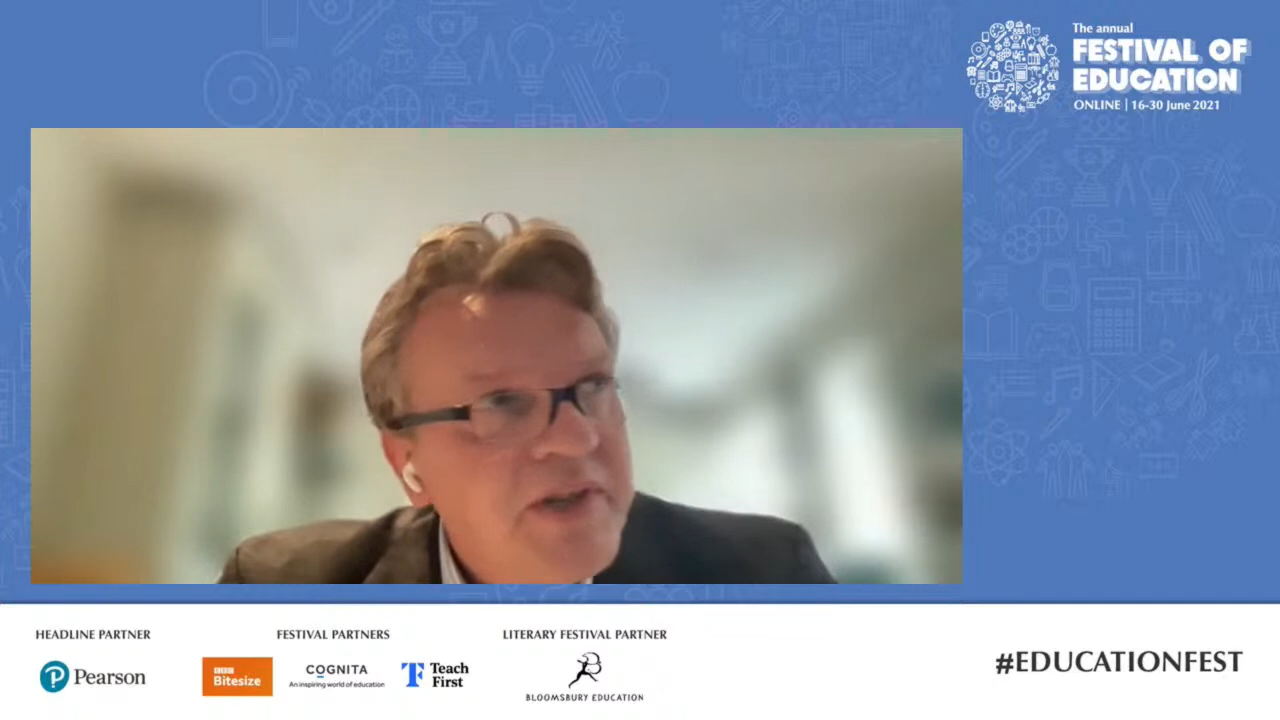 The annual
FESTIVAL OF
EDUCATION
ONLINE | 16-30 June 2021
HEADLINE PARTNER
FESTIVAL PARTNERS
LITERARY FESTIVAL PARTNER
Pearson
BBC
Bitesize
COGNITA
An inspiring world of education
Teach
First
BLOOMSBURY EDUCATION
#EDUCATIONFEST